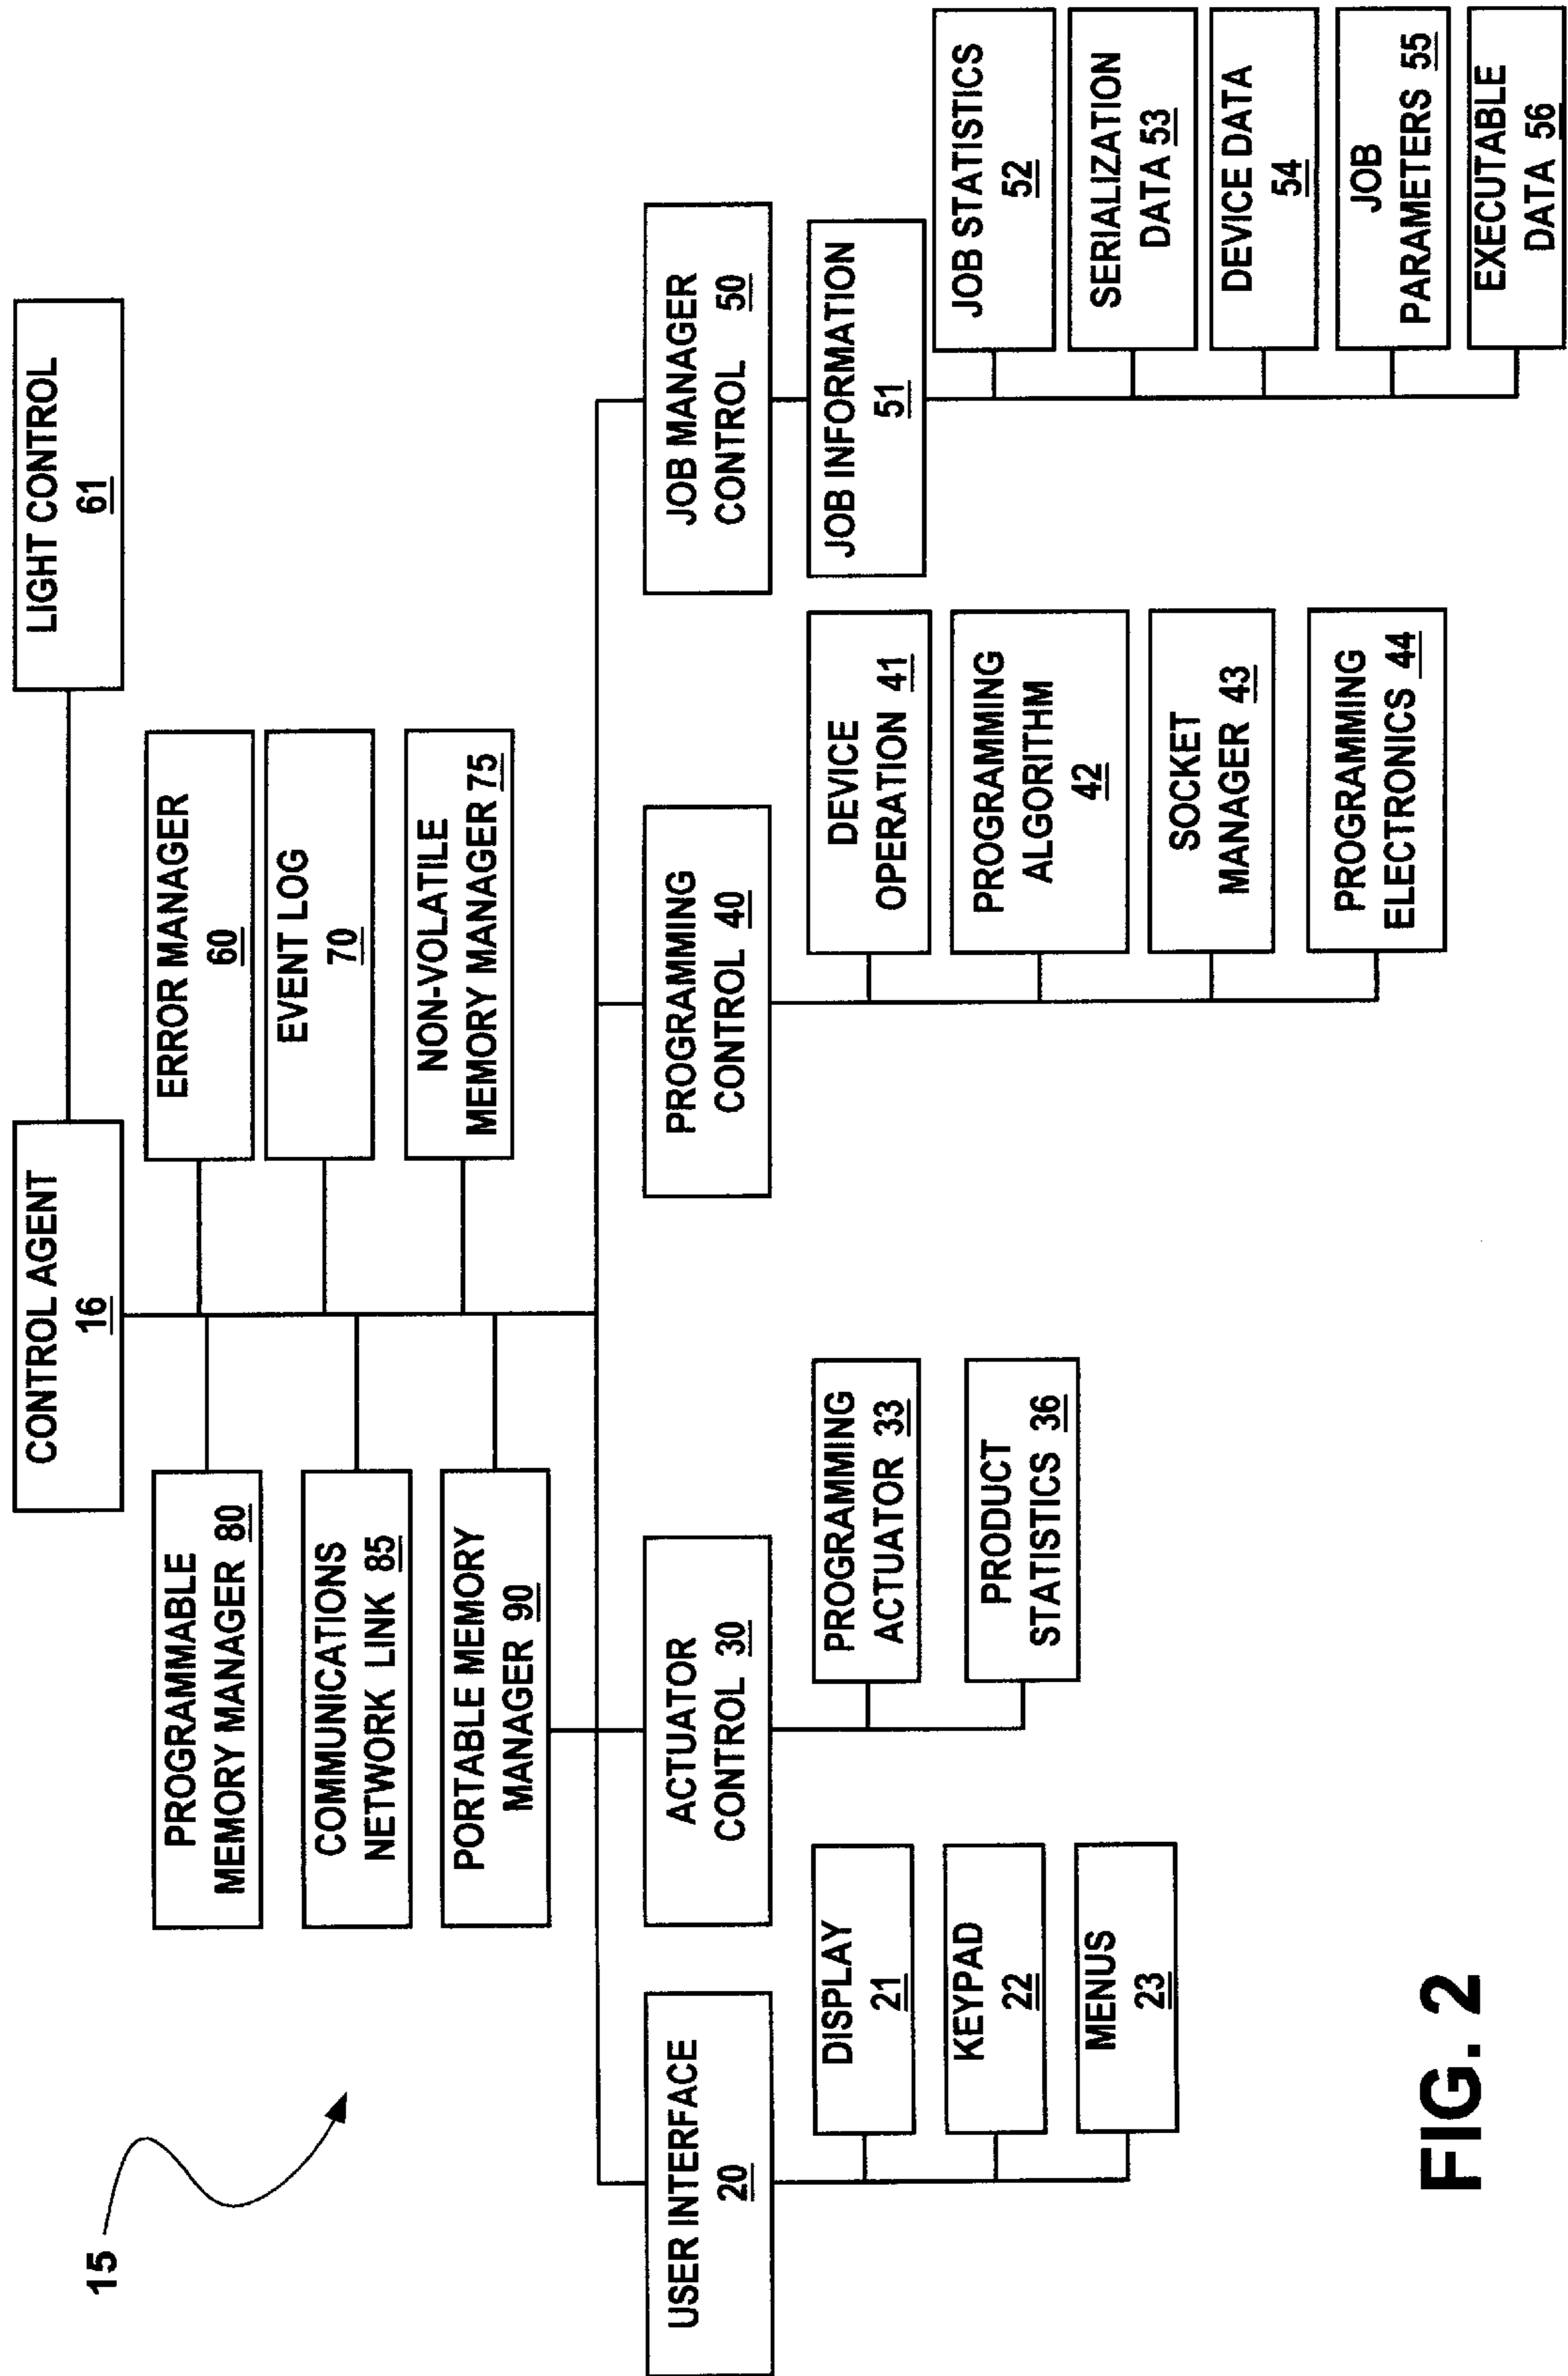 15
CONTROL AGENT
16
LIGHT CONTROL
61
PROGRAMMABLE
MEMORY MANAGER 80
COMMUNICATIONS
NETWORK LINK 85
PORTABLE MEMORY
MANAGER 90
ERROR MANAGER
60
EVENT LOG
70
NON-VOLATILE
MEMORY MANAGER 75
USER INTERFACE
20
DISPLAY
21
KEYPAD
22
MENUS
23
ACTUATOR
CONTROL 30
PROGRAMMING
ACTUATOR 33
PRODUCT
STATISTICS 36
PROGRAMMING
CONTROL 40
DEVICE
OPERATION 41
PROGRAMMING
ALGORITHM
42
SOCKET
MANAGER 43
PROGRAMMING
ELECTRONICS 44
JOB MANAGER
CONTROL 50
JOB INFORMATION
51
JOB STATISTICS
52
SERIALIZATION
DATA 53
DEVICE DATA
54
JOB
PARAMETERS 55
EXECUTABLE
DATA 56
FIG. 2